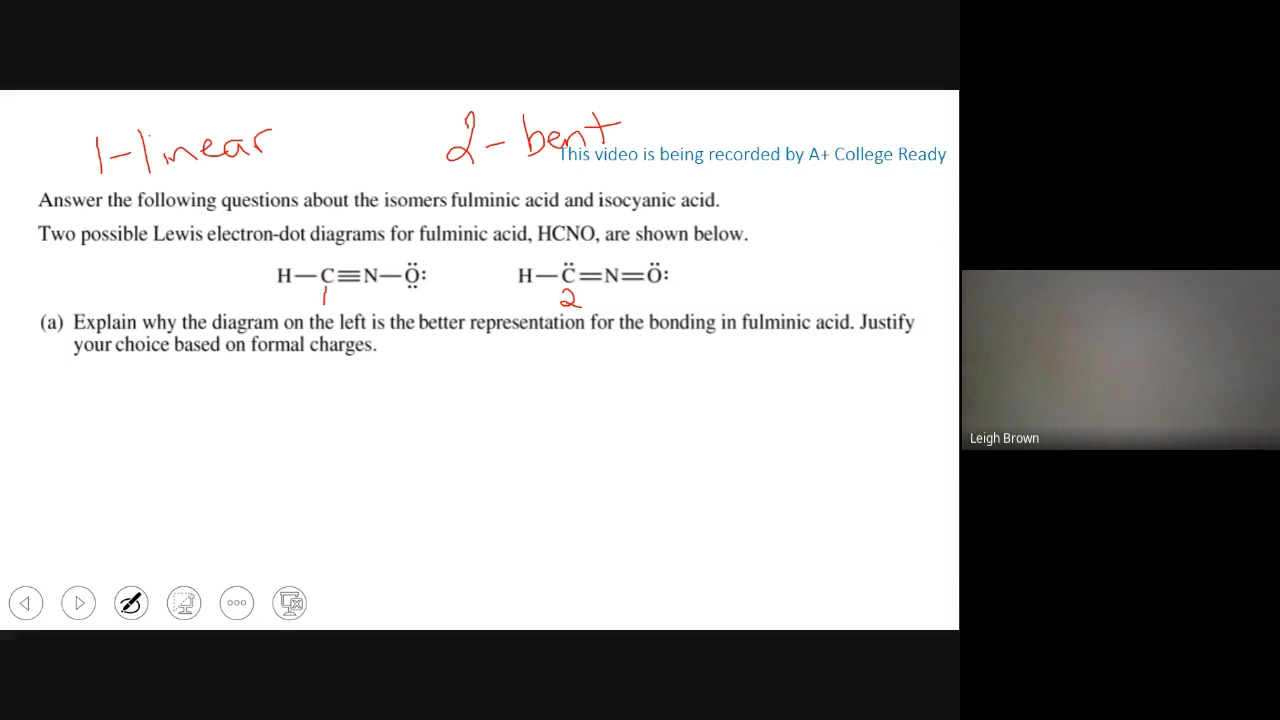 1-linear
2- bent
This video is being recorded by A+ College Ready
Answer the following questions about the isomers fulminic acid and isocyanic acid.
Two possible Lewis electron-dot diagrams for fulminic acid, HCNO, are shown below.
H—C≡N—Ö: H—C̈=N=Ö:
1 2
(a) Explain why the diagram on the left is the better representation for the bonding in fulminic acid. Justify
your choice based on formal charges.
Leigh Brown